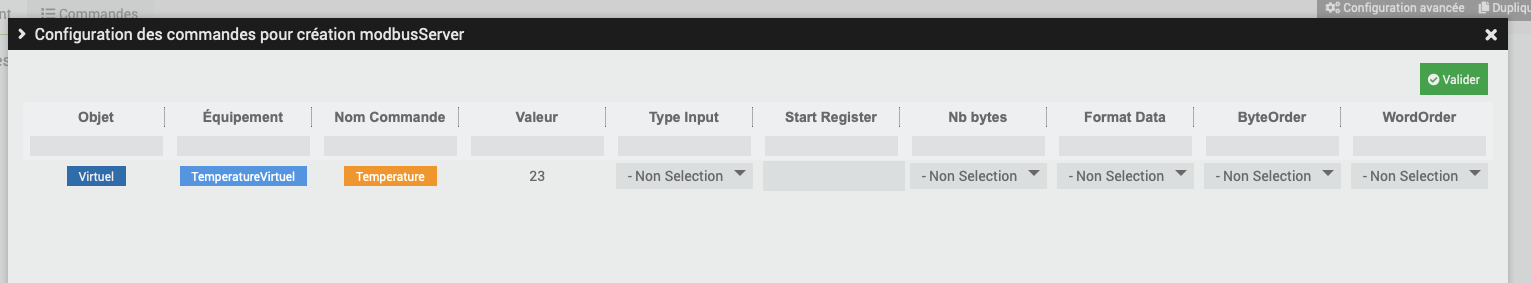 nt
Commandes
Configuration avancée
Dupliqu
Configuration des commandes pour création modbusServer
es
Valider
Objet Équipement Nom Commande Valeur Type Input Start Register Nb bytes Format Data ByteOrder WordOrder
Virtuel TemperatureVirtuel Temperature 23 - Non Selection - Non Selection - Non Selection - Non Selection - Non Selection